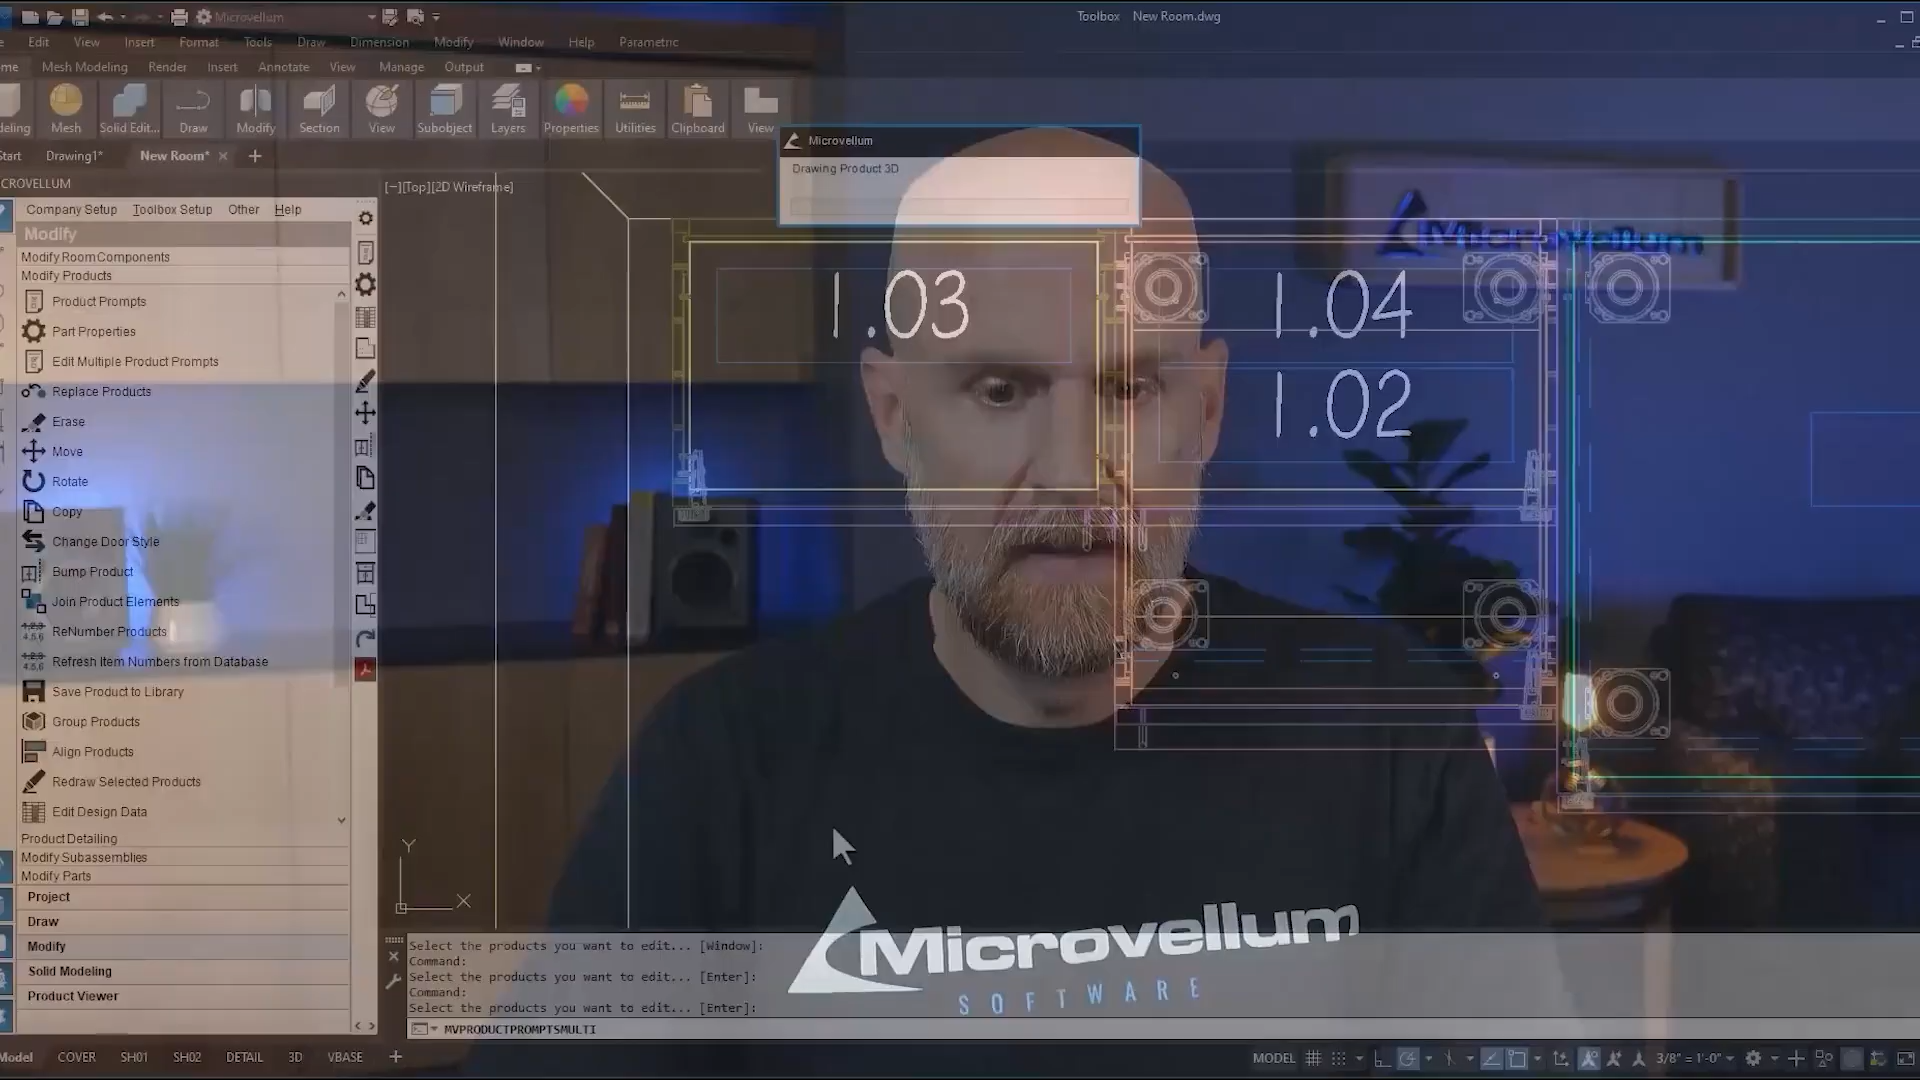 Microvellum
Toolbox New Room.dwg
Edit View Insert Format Tools Draw Dimension Modify Window Help Parametric
Mesh Modeling Render Insert Annotate View Manage Output
Mesh Solid Edit... Draw Modify Section View Subobject Layers Properties Utilities Clipboard View
Drawing1* New Room*
Microvellum
Drawing Product 3D
[−][Top][2D Wireframe]
Company Setup Toolbox Setup Other Help
Modify
Modify Room Components
Modify Products
Product Prompts
Part Properties
Edit Multiple Product Prompts
Replace Products
Erase
Move
Rotate
Copy
Change Door Style
Bump Product
Join Product Elements
ReNumber Products
Refresh Item Numbers from Database
Save Product to Library
Group Products
Align Products
Redraw Selected Products
Edit Design Data
Product Detailing
Modify Subassemblies
Modify Parts
Project
Draw
Modify
Solid Modeling
Product Viewer
1.03
1.04
1.02
Microvellum
Y
X
Select the products you want to edit... [Window]:
Command:
Select the products you want to edit... [Enter]:
Command:
Select the products you want to edit... [Enter]:
MVPRODUCTPROMPTSMULTI
Microvellum
SOFTWARE
Model COVER SH01 SH02 DETAIL 3D VBASE
MODEL 3/8" = 1'-0"